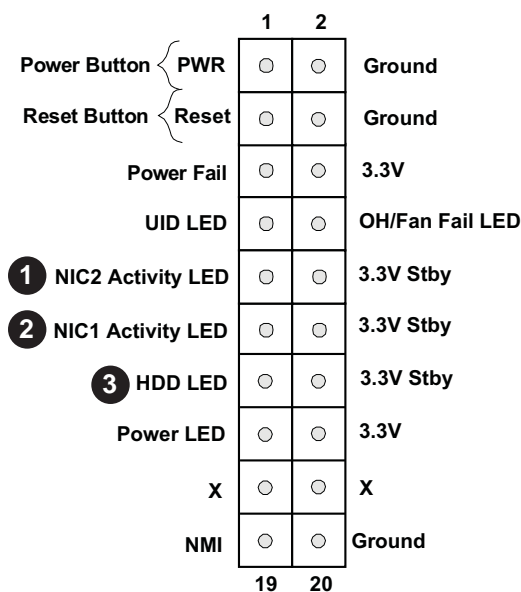 1 2
Power Button PWR Ground
Reset Button Reset Ground
Power Fail 3.3V
UID LED OH/Fan Fail LED
1 NIC2 Activity LED 3.3V Stby
2 NIC1 Activity LED 3.3V Stby
3 HDD LED 3.3V Stby
Power LED 3.3V
X X
NMI Ground
19 20